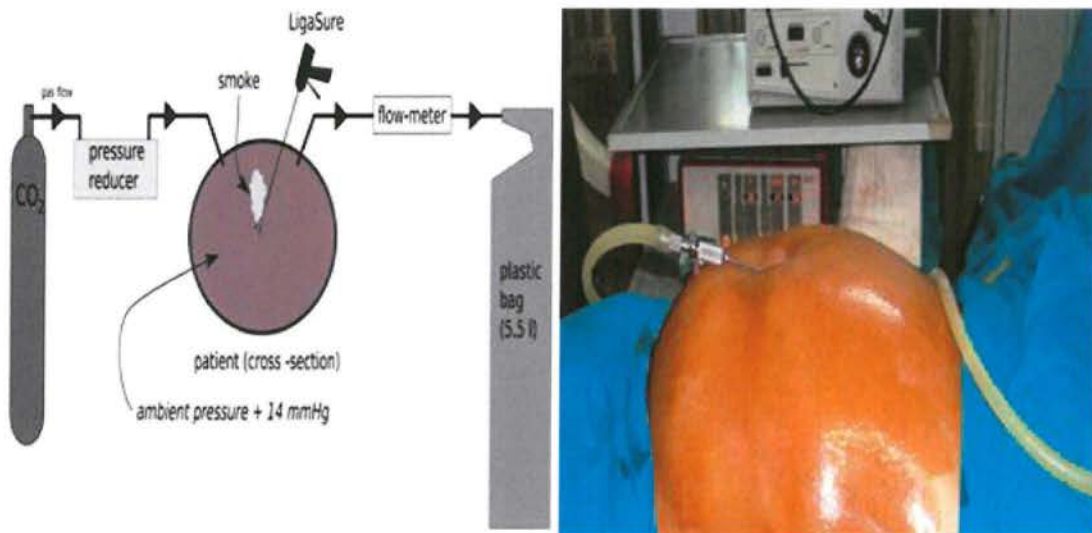 LigaSure
smoke
gas flow
flow-meter
pressure
reducer
CO2
plastic
bag
(5.5 l)
patient (cross -section)
ambient pressure + 14 mmHg